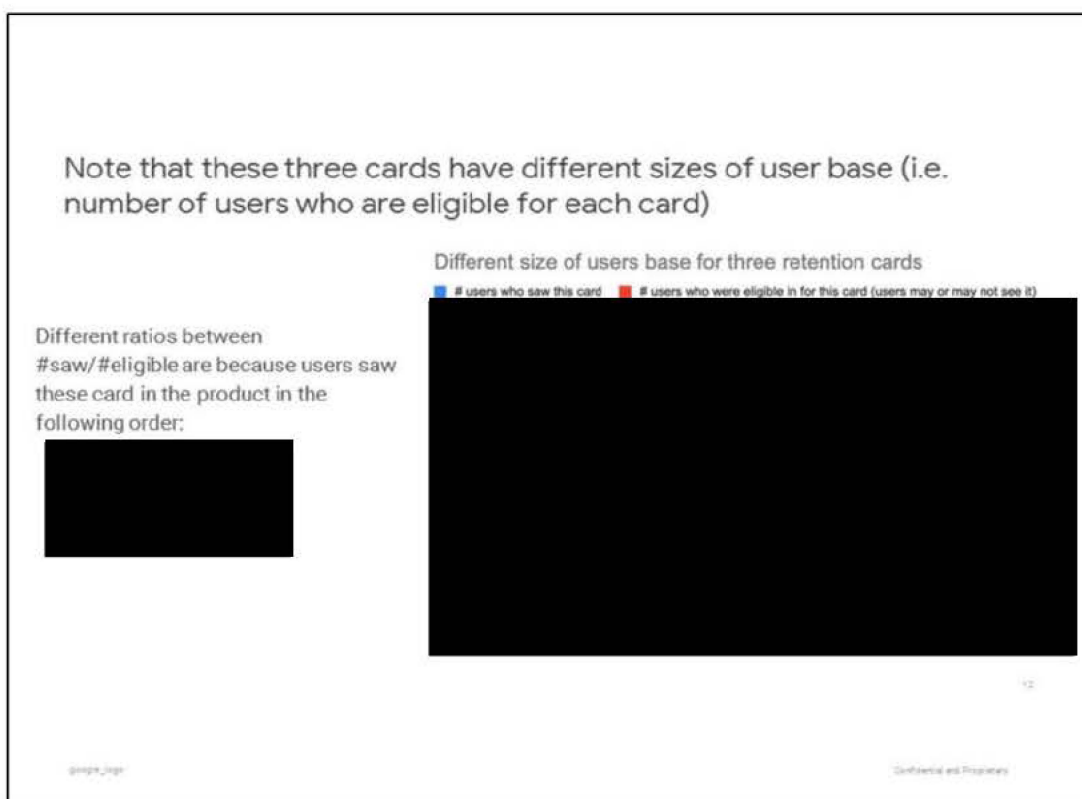 Note that these three cards have different sizes of user base (i.e.
number of users who are eligible for each card)
Different size of users base for three retention cards
# users who saw this card # users who were eligible in for this card (users may or may not see it)
Different ratios between
#saw/#eligible are because users saw
these card in the product in the
following order:
google_logo
Confidential and Proprietary